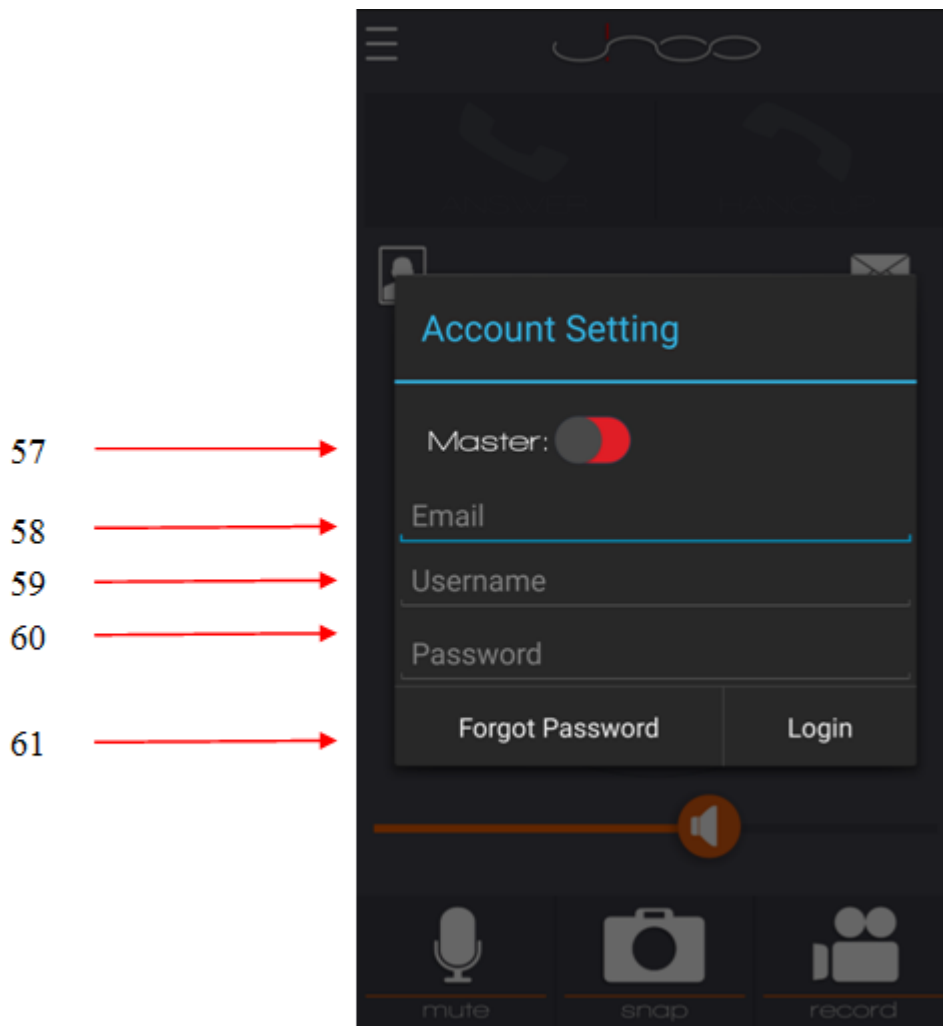 Account Setting
57 Master:
58 Email
59 Username
60 Password
61 Forgot Password Login
mute snap record